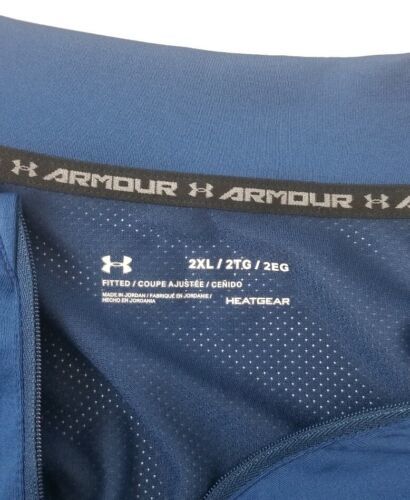 ARMOUR ARMOUR
2XL / 2TG / 2EG
FITTED / COUPE AJUSTÉE / CEÑIDO
MADE IN JORDAN / FABRIQUÉ EN JORDANIE /
HECHO EN JORDANIA
HEATGEAR